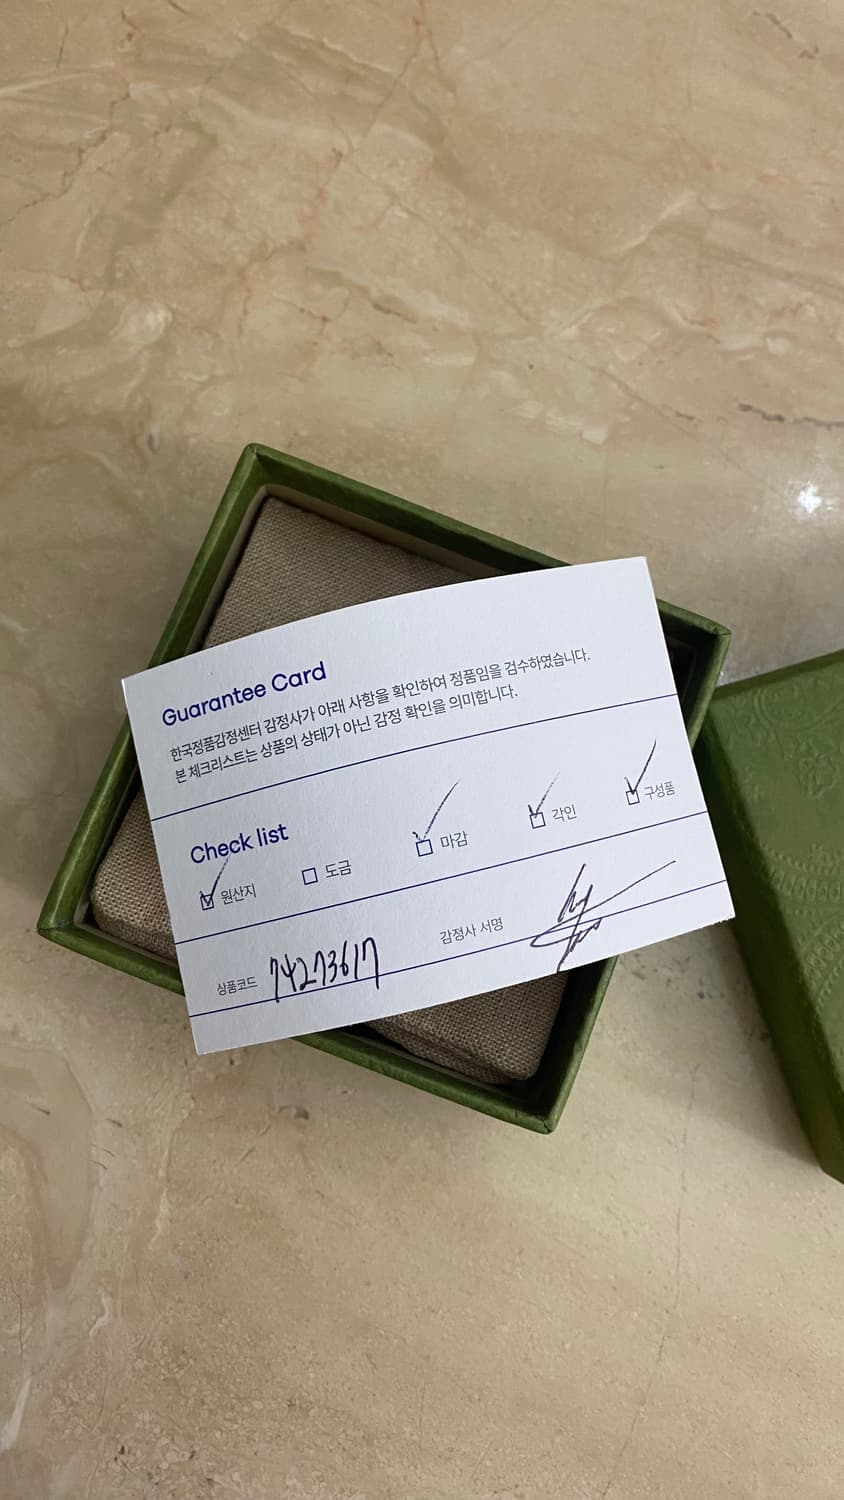 Guarantee Card
한국정품감정센터 감정사가 아래 사항을 확인하여 정품임을 검수하였습니다.
본 체크리스트는 상품의 상태가 아닌 감정 확인을 의미합니다.
Check list
원산지 도금 마감 각인 구성품
상품코드 74273617 감정사 서명